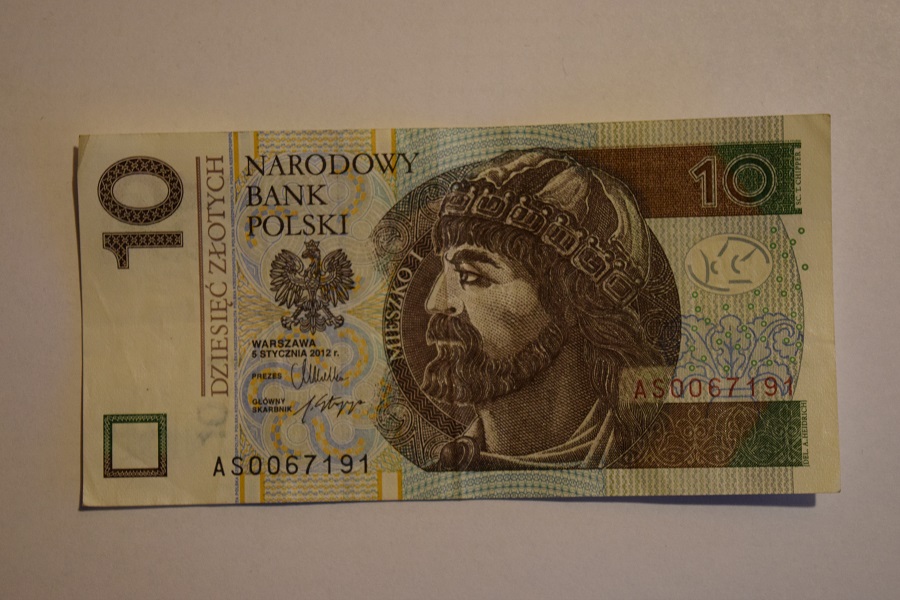 10
DZIESIĘĆ ZŁOTYCH
NARODOWY
BANK
POLSKI
WARSZAWA
5 STYCZNIA 2012 r.
PREZES
GŁÓWNY
SKARBNIK
AS0067191
MIESZKO I
10
AS0067191